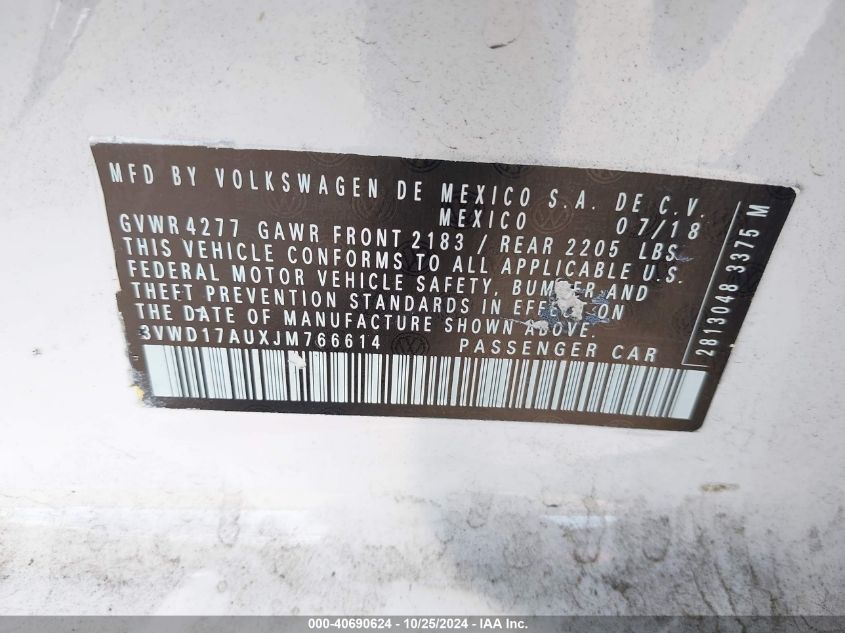 MFD BY VOLKSWAGEN DE MEXICO S.A. DE C.V.
MEXICO 07/18
GVWR 4277 GAWR FRONT 2183 / REAR 2205 LBS
THIS VEHICLE CONFORMS TO ALL APPLICABLE U.S.
FEDERAL MOTOR VEHICLE SAFETY, BUMPER AND
THEFT PREVENTION STANDARDS IN EFFECT ON
THE DATE OF MANUFACTURE SHOWN ABOVE.
3VWD17AUXJM766614 PASSENGER CAR
2813048 3375 M
000-40690624 - 10/25/2024 - IAAI.com, Inc.